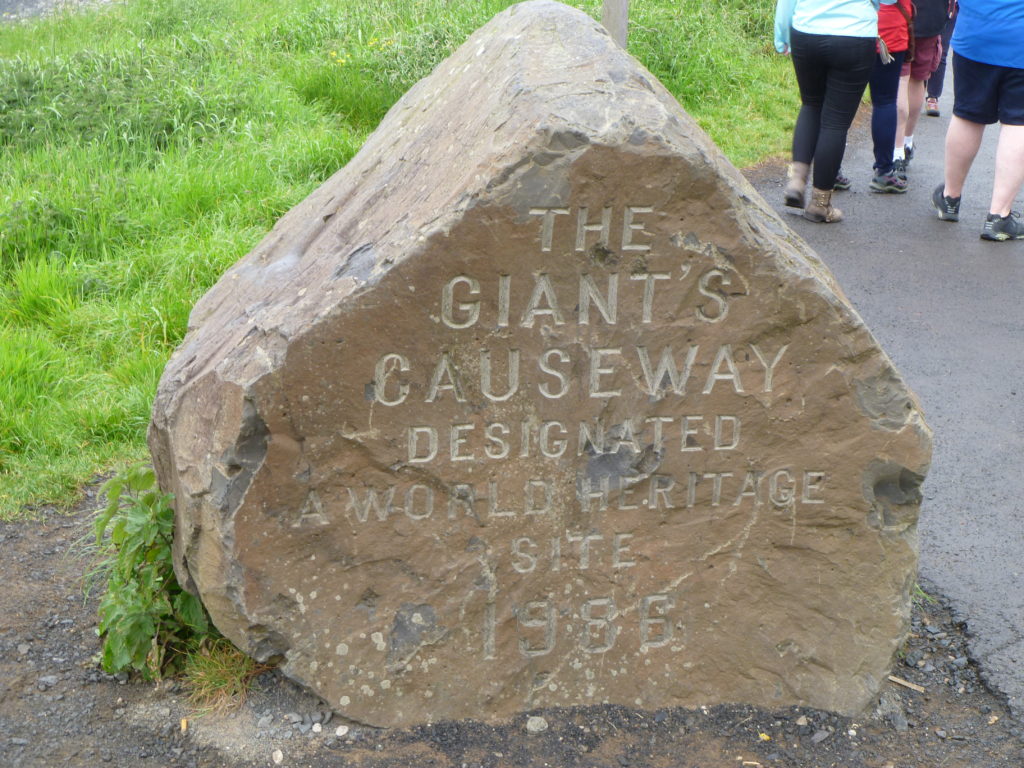 THE
GIANT'S
CAUSEWAY
DESIGNATED
A WORLD HERITAGE
SITE
1986